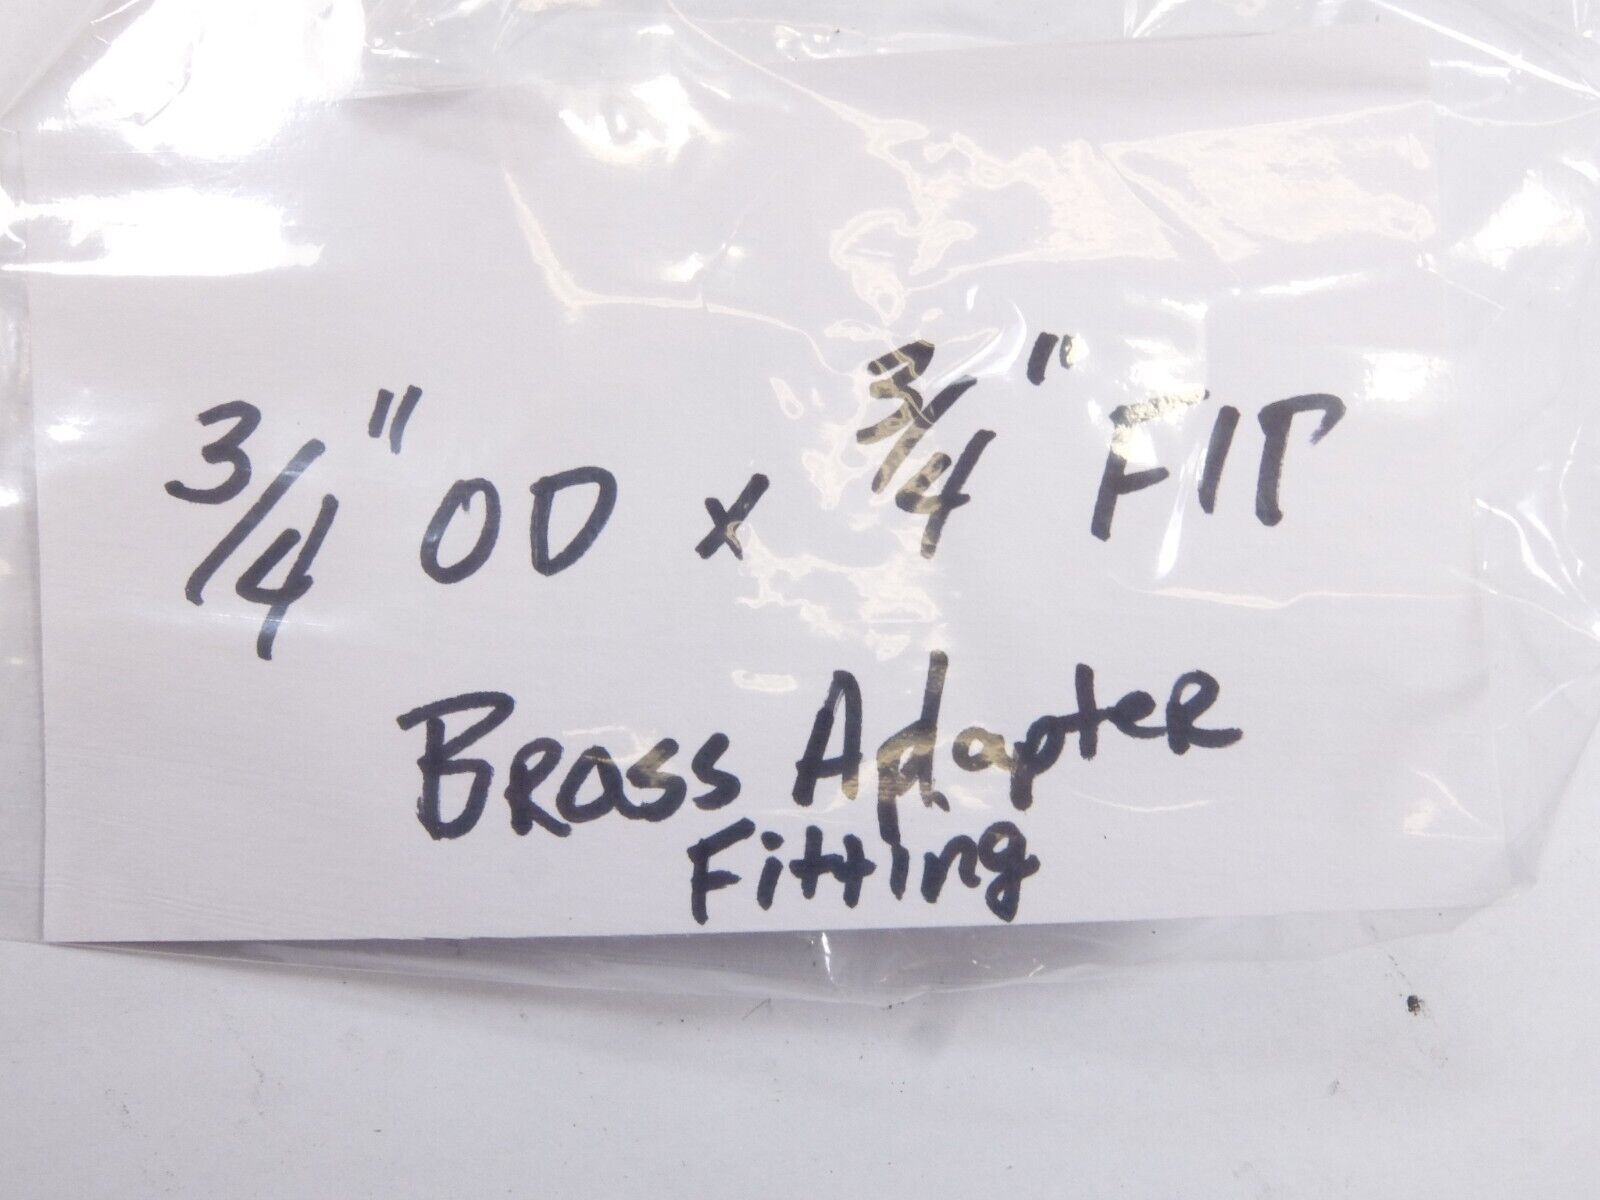 3/4" OD x 3/4" FIP
Brass Adapter
Fitting